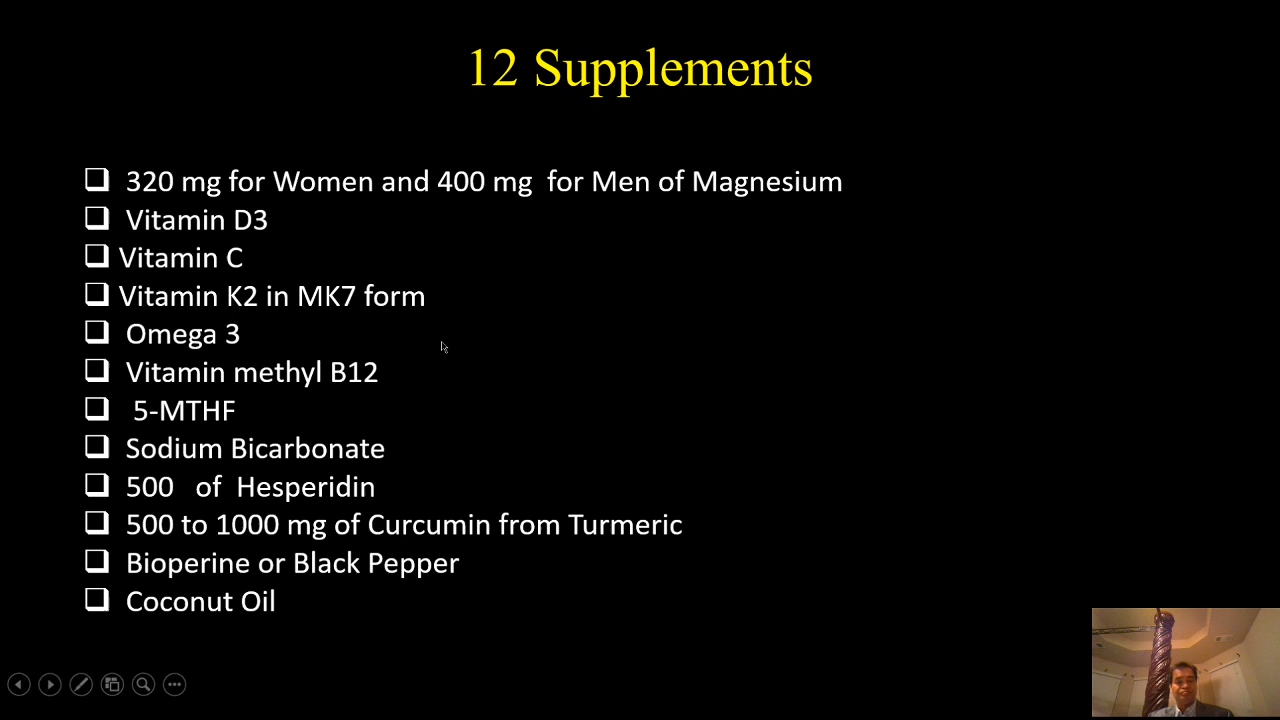 12 Supplements
320 mg for Women and 400 mg for Men of Magnesium
Vitamin D3
Vitamin C
Vitamin K2 in MK7 form
Omega 3
Vitamin methyl B12
5-MTHF
Sodium Bicarbonate
500 of Hesperidin
500 to 1000 mg of Curcumin from Turmeric
Bioperine or Black Pepper
Coconut Oil